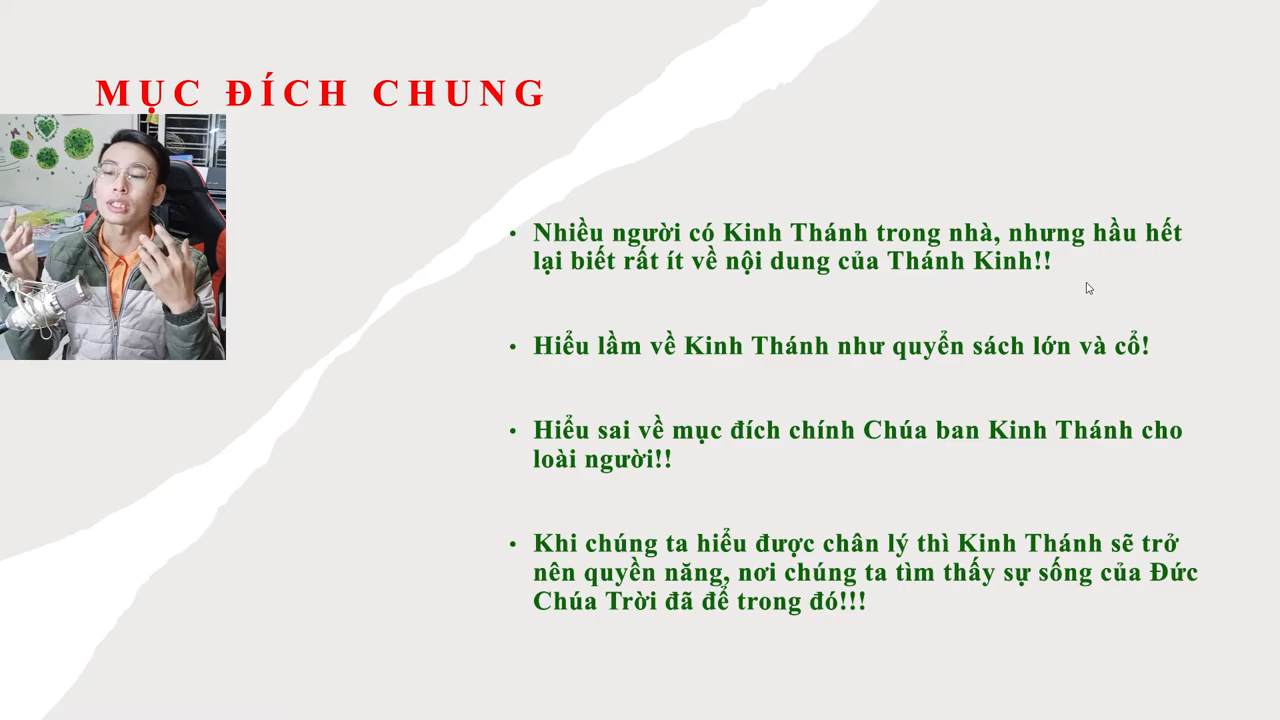 MỤC ĐÍCH CHUNG
• Nhiều người có Kinh Thánh trong nhà, nhưng hầu hết
lại biết rất ít về nội dung của Thánh Kinh!!
• Hiểu lầm về Kinh Thánh như quyển sách lớn và cổ!
• Hiểu sai về mục đích chính Chúa ban Kinh Thánh cho
loài người!!
• Khi chúng ta hiểu được chân lý thì Kinh Thánh sẽ trở
nên quyền năng, nơi chúng ta tìm thấy sự sống của Đức
Chúa Trời đã để trong đó!!!